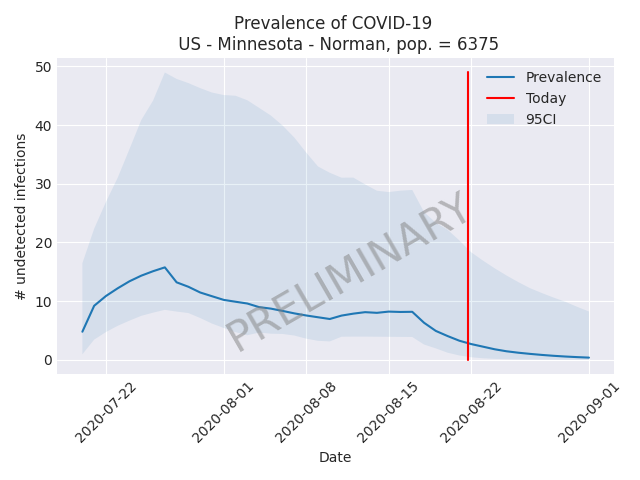 Prevalence of COVID-19
US - Minnesota - Norman, pop. = 6375
# undetected infections
50
40
30
20
10
0
Prevalence
Today
95CI
PRELIMINARY
2020-07-22
2020-08-01
2020-08-08
2020-08-15
2020-08-22
2020-09-01
Date